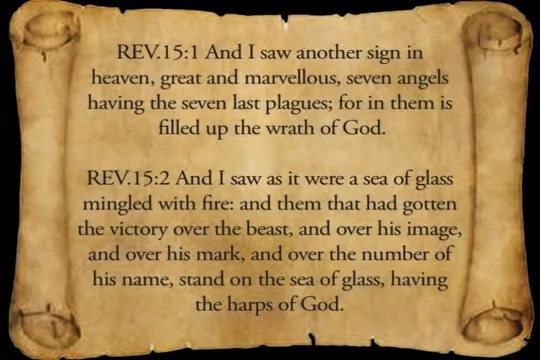 REV.15:1 And I saw another sign in
heaven, great and marvellous, seven angels
having the seven last plagues; for in them is
filled up the wrath of God.
REV.15:2 And I saw as it were a sea of glass
mingled with fire: and them that had gotten
the victory over the beast, and over his image,
and over his mark, and over the number of
his name, stand on the sea of glass, having
the harps of God.